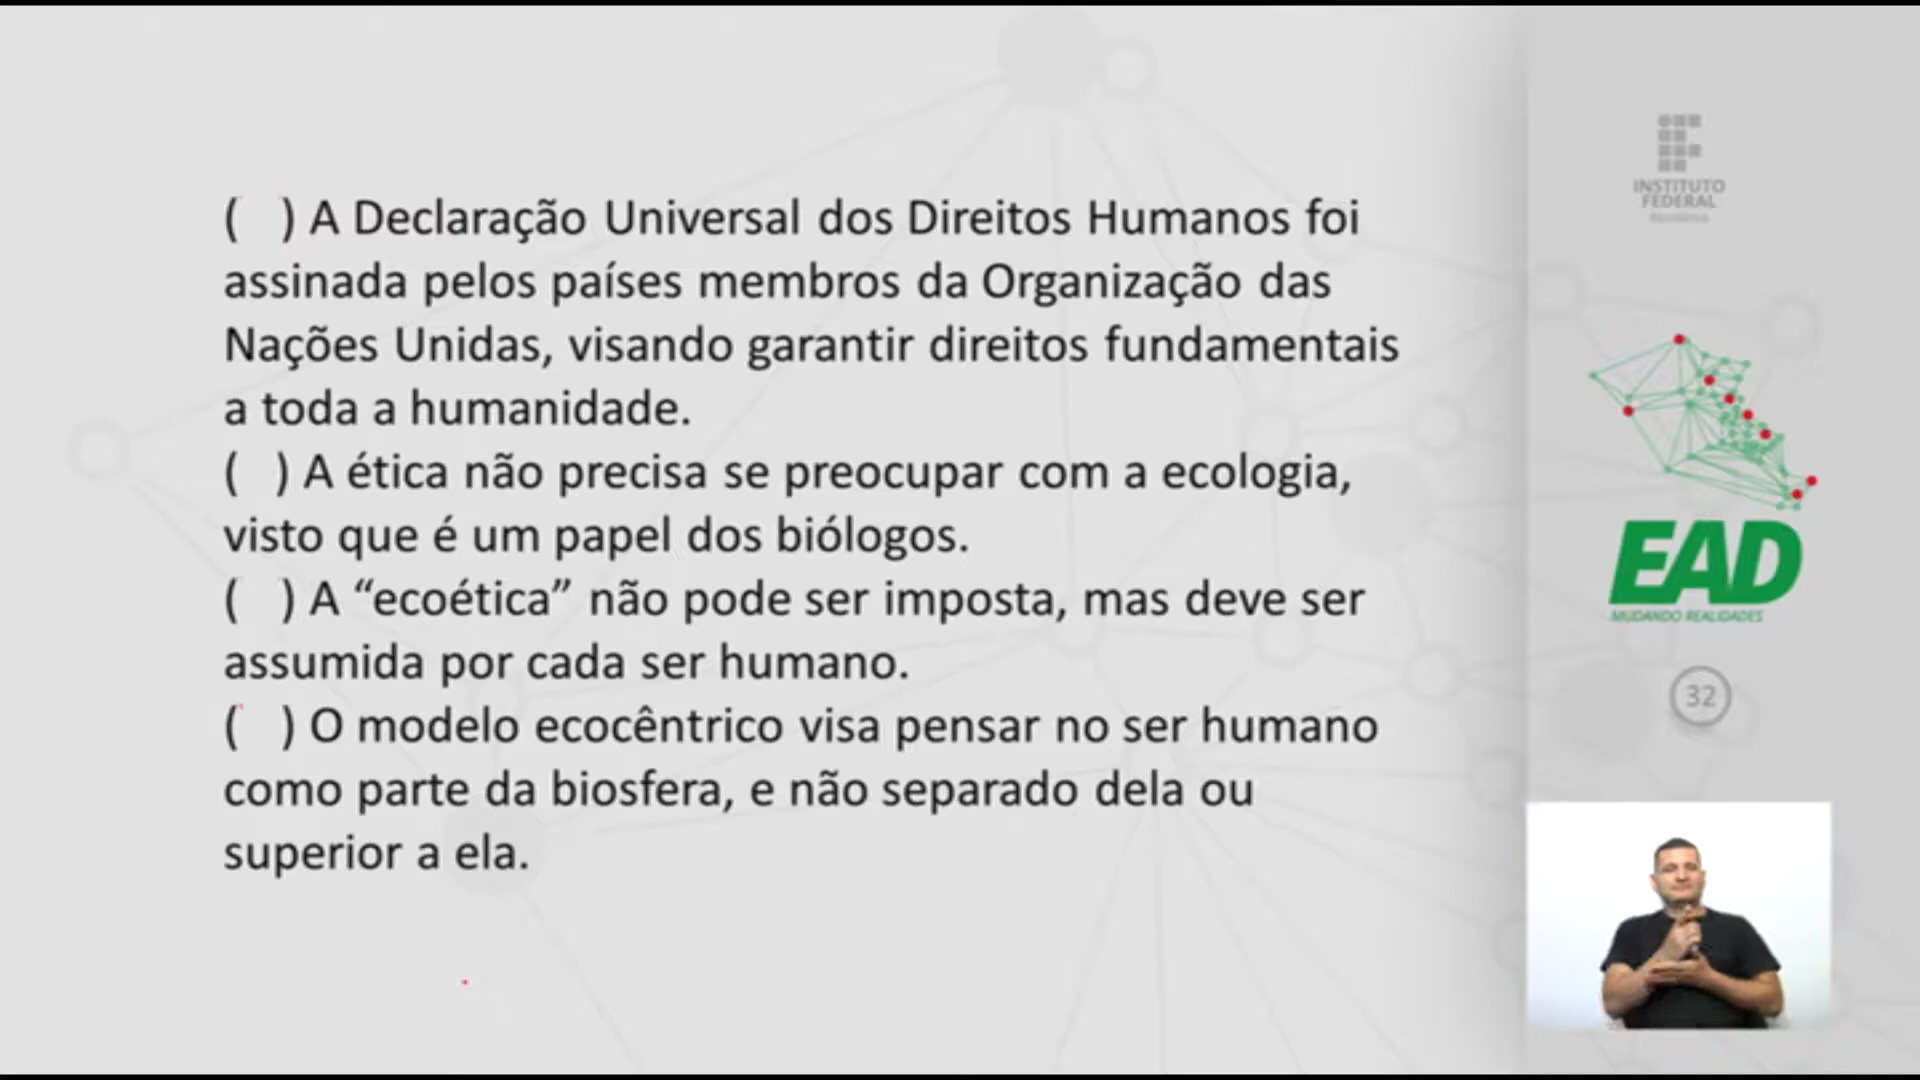 (   ) A Declaração Universal dos Direitos Humanos foi
assinada pelos países membros da Organização das
Nações Unidas, visando garantir direitos fundamentais
a toda a humanidade.
(   ) A ética não precisa se preocupar com a ecologia,
visto que é um papel dos biólogos.
(   ) A “ecoética” não pode ser imposta, mas deve ser
assumida por cada ser humano.
(   ) O modelo ecocêntrico visa pensar no ser humano
como parte da biosfera, e não separado dela ou
superior a ela.
INSTITUTO
FEDERAL
EAD
MUDANDO REALIDADES
32